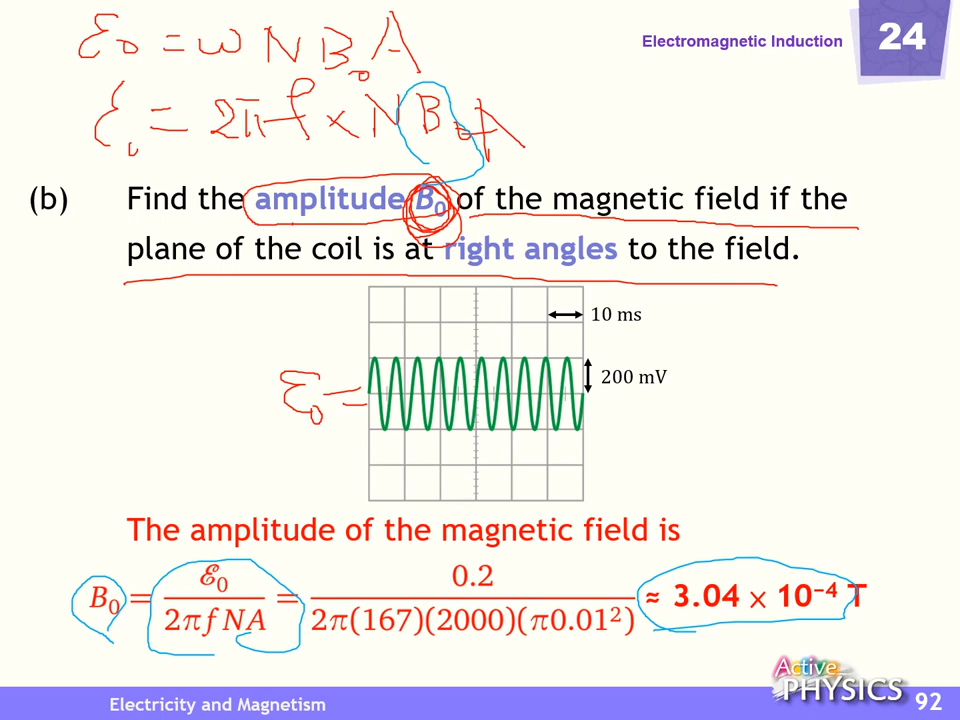 ℰ₀ = ω N B₀ A
Electromagnetic Induction 24
ℰ₀ = 2πf × N B₀ A
(b) Find the amplitude B₀ of the magnetic field if the
plane of the coil is at right angles to the field.
10 ms
200 mV
ℰ₀ =
The amplitude of the magnetic field is
B₀ = ℰ₀ / 2πfNA = 0.2 / 2π(167)(2000)(π0.01²) ≈ 3.04 × 10⁻⁴ T
Active PHYSICS
Electricity and Magnetism 92